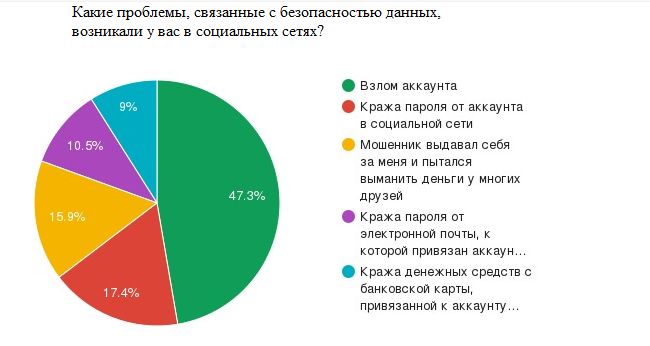 Какие проблемы, связанные с безопасностью данных,
возникали у вас в социальных сетях?
9%
10.5%
47.3%
15.9%
17.4%
Взлом аккаунта
Кража пароля от аккаунта
в социальной сети
Мошенник выдавал себя
за меня и пытался
выманить деньги у многих
друзей
Кража пароля от
электронной почты, к
которой привязан аккаун…
Кража денежных средств с
банковской карты,
привязанной к аккаунту…